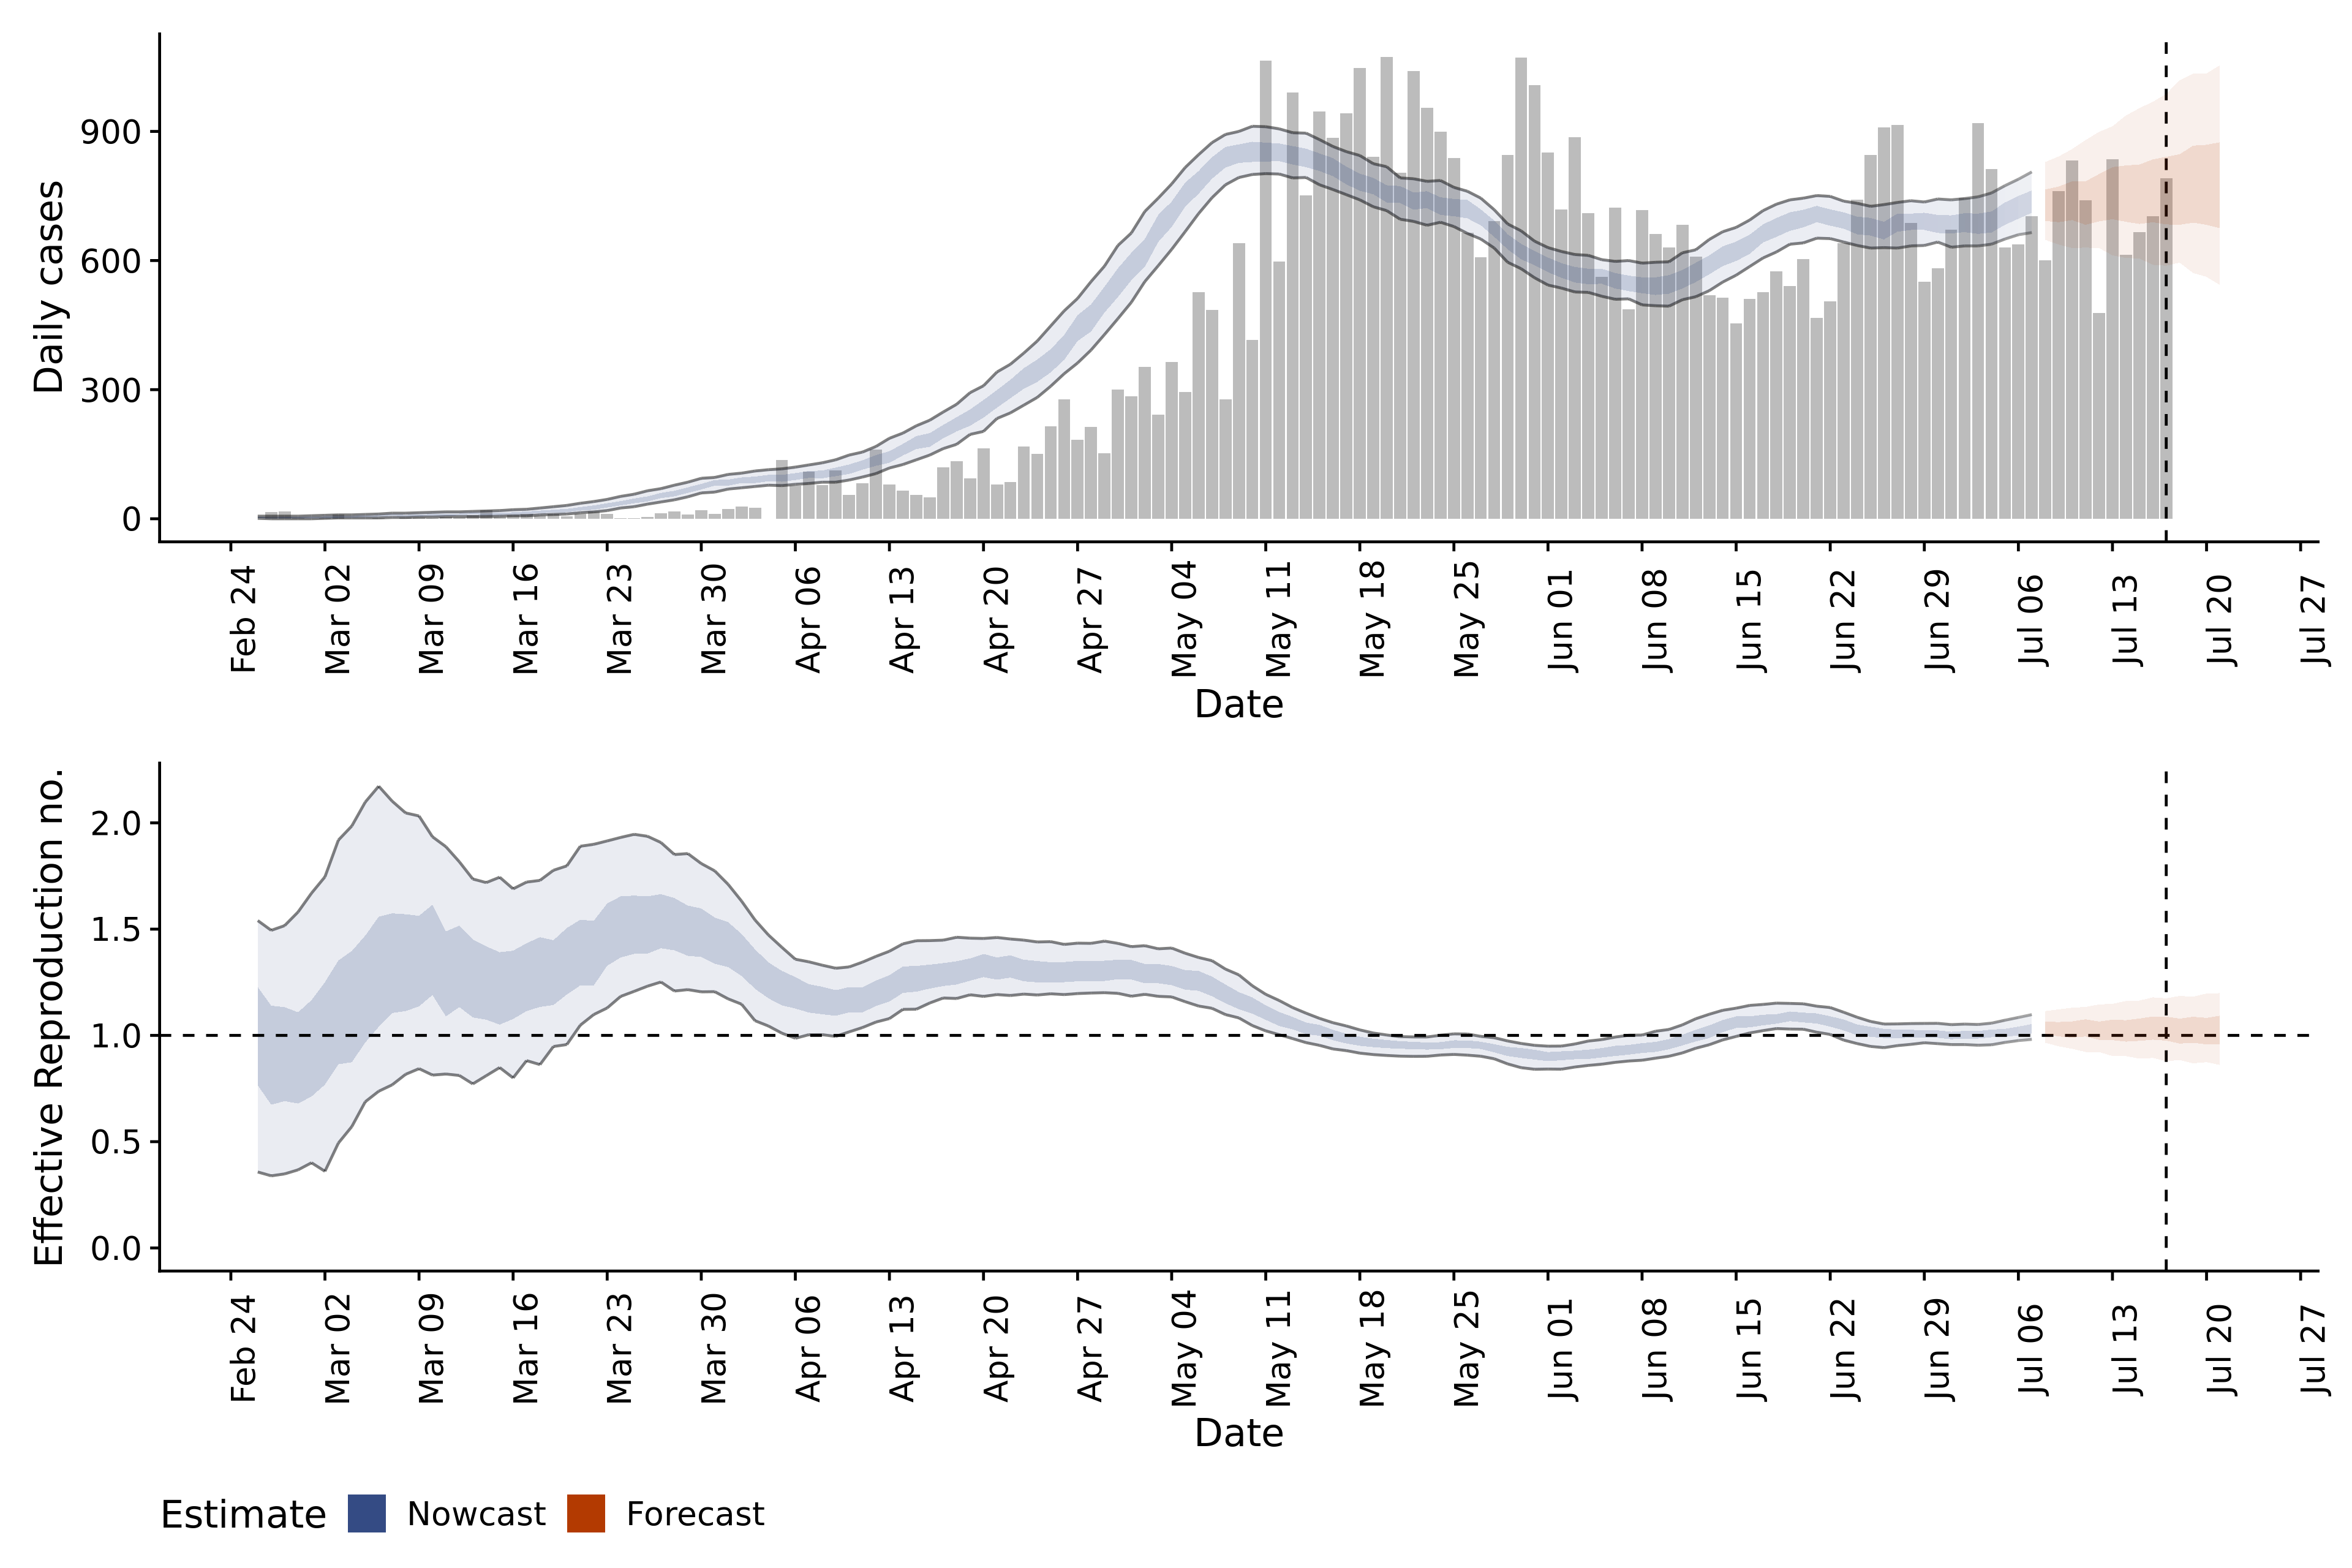 Daily cases
900
600
300
0
Feb 24 Mar 02 Mar 09 Mar 16 Mar 23 Mar 30 Apr 06 Apr 13 Apr 20 Apr 27 May 04 May 11 May 18 May 25 Jun 01 Jun 08 Jun 15 Jun 22 Jun 29 Jul 06 Jul 13 Jul 20 Jul 27
Date
Effective Reproduction no.
2.0
1.5
1.0
0.5
0.0
Feb 24 Mar 02 Mar 09 Mar 16 Mar 23 Mar 30 Apr 06 Apr 13 Apr 20 Apr 27 May 04 May 11 May 18 May 25 Jun 01 Jun 08 Jun 15 Jun 22 Jun 29 Jul 06 Jul 13 Jul 20 Jul 27
Date
Estimate Nowcast Forecast